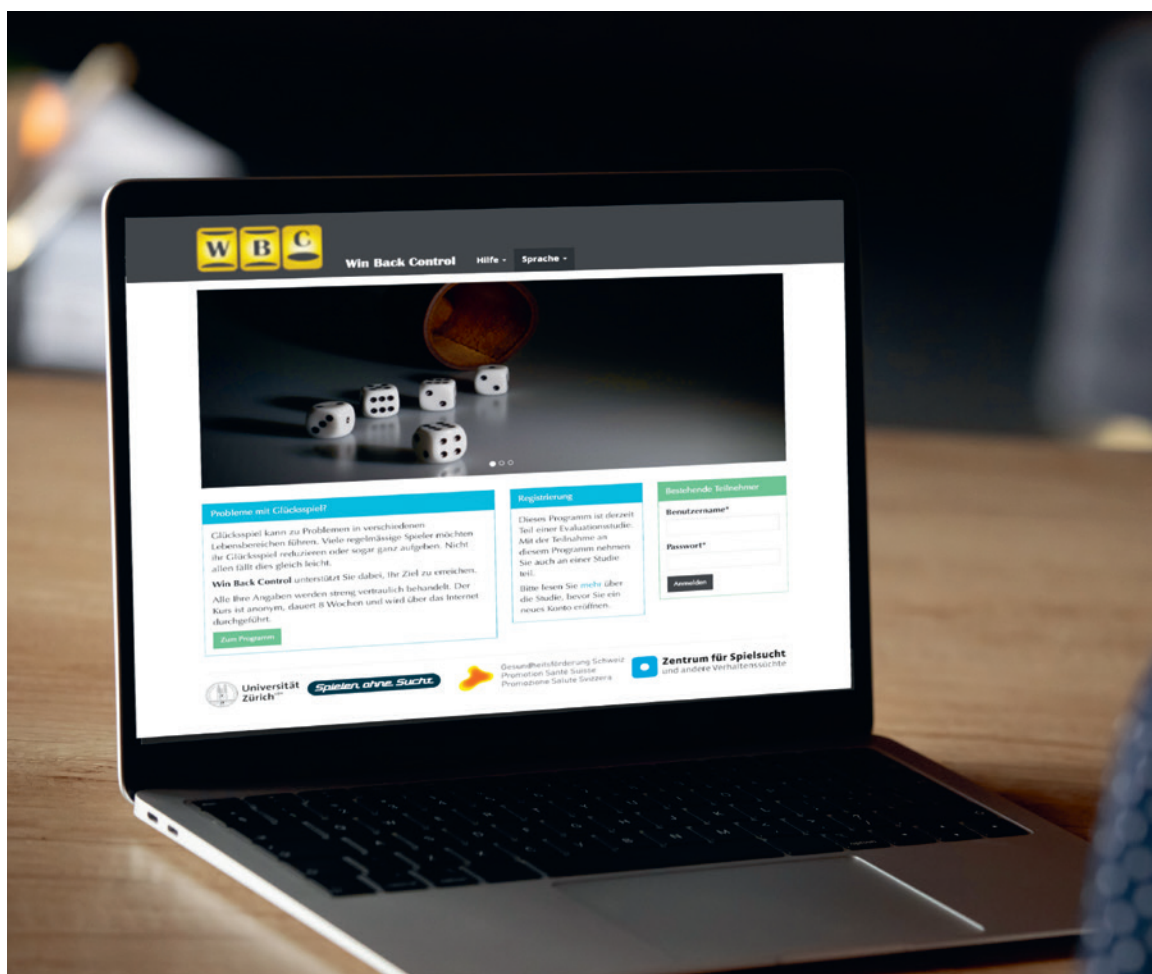 W B C
Win Back Control
Hilfe
Sprache
Probleme mit Glücksspiel?
Glücksspiel kann zu Problemen in verschiedenen
Lebensbereichen führen. Viele regelmässige Spieler möchten
ihr Glücksspiel reduzieren oder sogar ganz aufgeben. Nicht
allen fällt dies gleich leicht.
Win Back Control unterstützt Sie dabei, Ihr Ziel zu erreichen.
Alle Ihre Angaben werden streng vertraulich behandelt. Der
Kurs ist anonym, dauert 8 Wochen und wird über das Internet
durchgeführt.
Zum Programm
Registrierung
Dieses Programm ist derzeit
Teil einer Evaluationsstudie.
Mit der Teilnahme an
diesem Programm nehmen
Sie auch an einer Studie
teil.
Bitte lesen Sie mehr über
die Studie, bevor Sie ein
neues Konto eröffnen.
Bestehende Teilnehmer
Benutzername*
Passwort*
Anmelden
Universität
Zürich
Spielen ohne Sucht
Gesundheitsförderung Schweiz
Promotion Santé Suisse
Promozione Salute Svizzera
Zentrum für Spielsucht
und andere Verhaltenssüchte